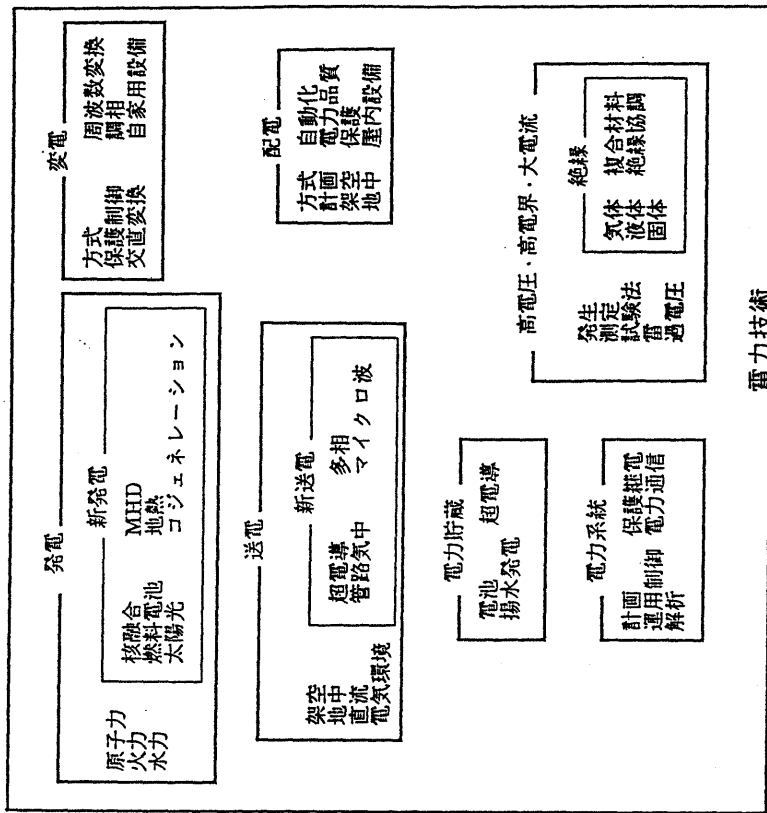 発電
原子力
火力
水力
新発電
核融合
燃料電池
太陽光
MHD
地熱
コジェネレーション
変電
方式
保護制御
交直変換
周波数変換
調相
自家用設備
送電
架空
地中
直流
電気環境
新送電
超電導
管路気中
多相
マイクロ波
配電
方式
計画
架空
地中
自動化
電力品質
保護
屋内設備
電力貯蔵
電池
揚水発電
超電導
電力系統
計画
運用制御
解析
保護継電
電力通信
高電圧・高電界・大電流
発生
測定
試験法
雷
過電圧
絶縁
気体
液体
固体
複合材料
絶縁協調
電力技術